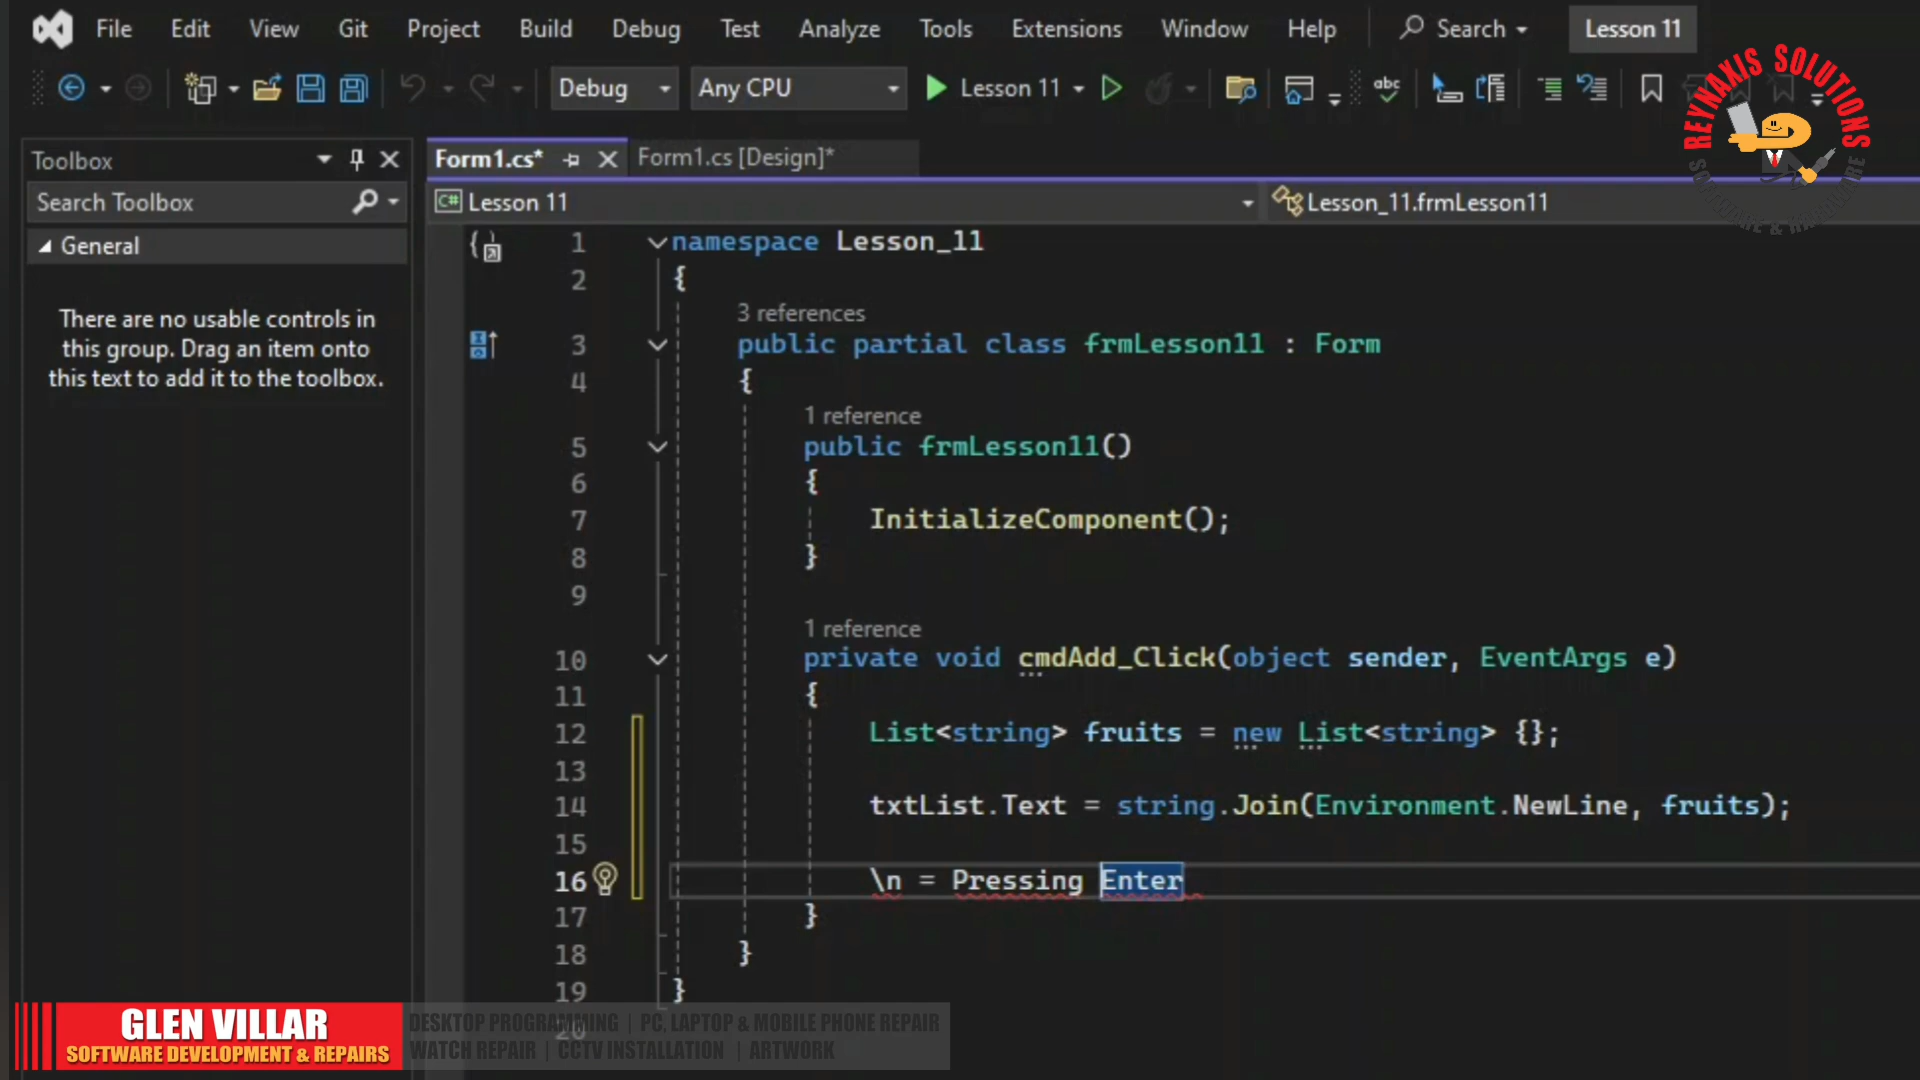 File Edit View Git Project Build Debug Test Analyze Tools Extensions Window Help Search Lesson 11
Debug Any CPU Lesson 11 abc
REYNAXIS SOLUTIONS
Toolbox
Form1.cs* Form1.cs [Design]*
Search Toolbox
C# Lesson 11 Lesson_11.frmLesson11
General
There are no usable controls in
this group. Drag an item onto
this text to add it to the toolbox.
1 namespace Lesson_11
2 {
3 references
3 public partial class frmLesson11 : Form
4 {
1 reference
5 public frmLesson11()
6 {
7 InitializeComponent();
8 }
9
1 reference
10 private void cmdAdd_Click(object sender, EventArgs e)
11 {
12 List<string> fruits = new List<string> {};
13
14 txtList.Text = string.Join(Environment.NewLine, fruits);
15
16 \n = Pressing Enter
17 }
18 }
19 }
20
GLEN VILLAR
SOFTWARE DEVELOPMENT & REPAIRS
DESKTOP PROGRAMMING | PC, LAPTOP & MOBILE PHONE REPAIR
WATCH REPAIR | CCTV INSTALLATION | ARTWORK